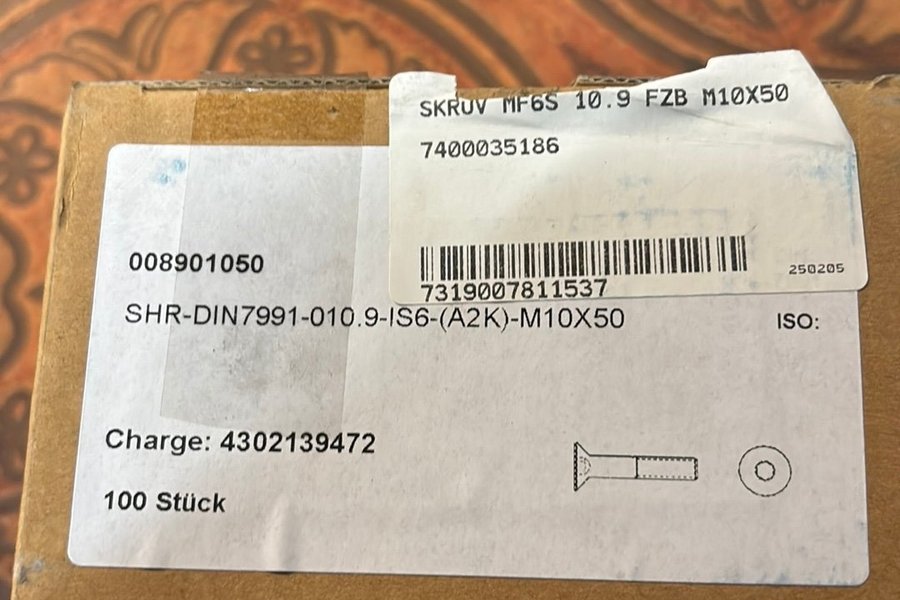 SKRUV MF6S 10.9 FZB M10X50
7400035186
250205
7319007811537
008901050
SHR-DIN7991-010.9-IS6-(A2K)-M10X50
ISO:
Charge: 4302139472
100 Stück